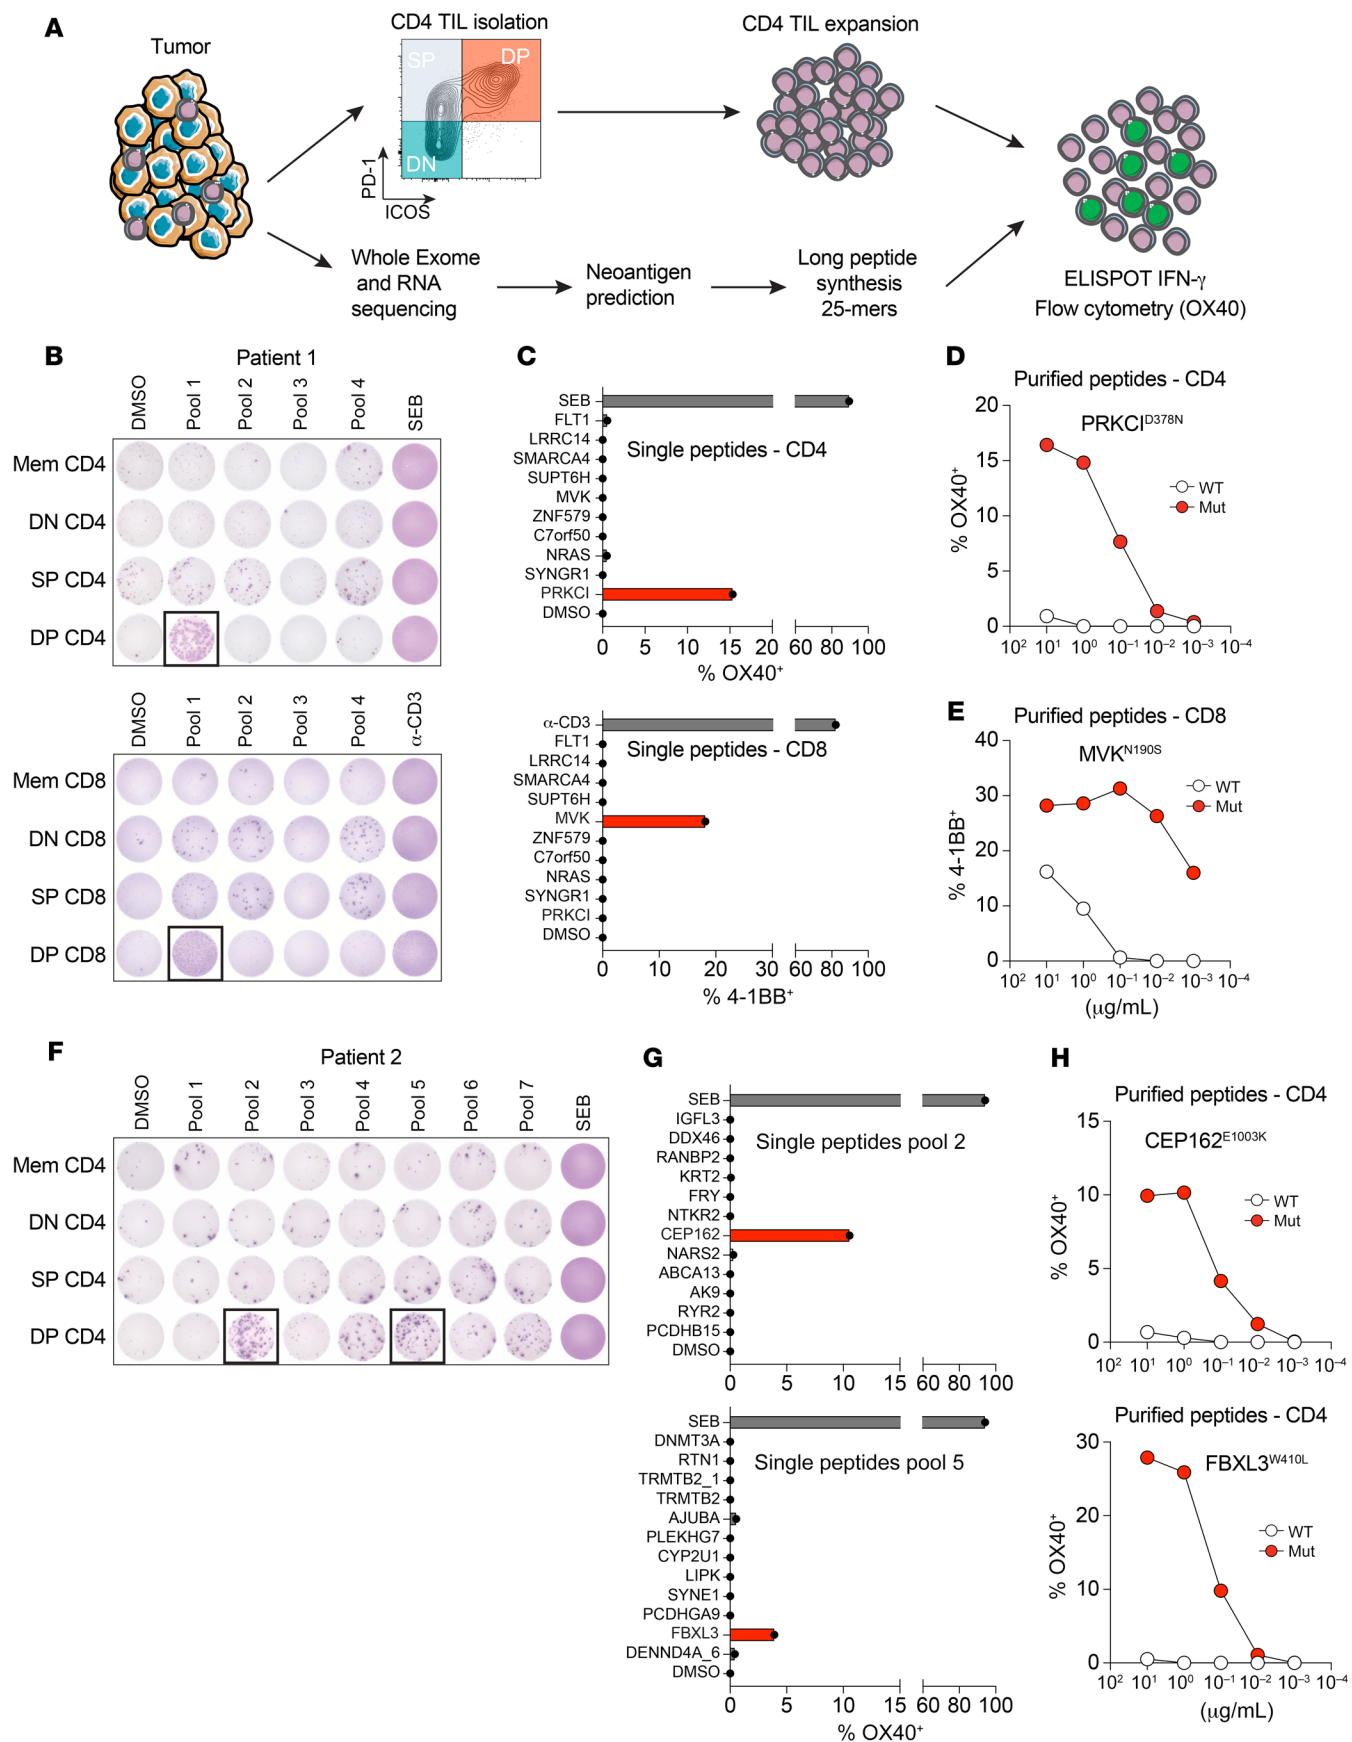 A
Tumor
CD4 TIL isolation
SP
DP
DN
PD-1
ICOS
CD4 TIL expansion
Whole Exome
and RNA
sequencing
Neoantigen
prediction
Long peptide
synthesis
25-mers
ELISPOT IFN-γ
Flow cytometry (OX40)
B
Patient 1
DMSO
Pool 1
Pool 2
Pool 3
Pool 4
SEB
Mem CD4
DN CD4
SP CD4
DP CD4
DMSO
Pool 1
Pool 2
Pool 3
Pool 4
α-CD3
Mem CD8
DN CD8
SP CD8
DP CD8
C
Single peptides - CD4
SEB
FLT1
LRRC14
SMARCA4
SUPT6H
MVK
ZNF579
C7orf50
NRAS
SYNGR1
PRKCI
DMSO
0 5 10 15 20 60 80 100
% OX40⁺
Single peptides - CD8
α-CD3
FLT1
LRRC14
SMARCA4
SUPT6H
MVK
ZNF579
C7orf50
NRAS
SYNGR1
PRKCI
DMSO
0 10 20 30 60 80 100
% 4-1BB⁺
D
Purified peptides - CD4
PRKCI^D378N
WT
Mut
% OX40⁺
20
15
10
5
0
10² 10¹ 10⁰ 10⁻¹ 10⁻² 10⁻³ 10⁻⁴
E
Purified peptides - CD8
MVK^N190S
WT
Mut
% 4-1BB⁺
40
30
20
10
0
10² 10¹ 10⁰ 10⁻¹ 10⁻² 10⁻³ 10⁻⁴
(µg/mL)
F
Patient 2
DMSO
Pool 1
Pool 2
Pool 3
Pool 4
Pool 5
Pool 6
Pool 7
SEB
Mem CD4
DN CD4
SP CD4
DP CD4
G
Single peptides pool 2
SEB
IGFL3
DDX46
RANBP2
KRT2
FRY
NTKR2
CEP162
NARS2
ABCA13
AK9
RYR2
PCDHB15
DMSO
0 5 10 15 60 80 100
Single peptides pool 5
SEB
DNMT3A
RTN1
TRMTB2_1
TRMTB2
AJUBA
PLEKHG7
CYP2U1
LIPK
SYNE1
PCDHGA9
FBXL3
DENND4A_6
DMSO
0 5 10 15 60 80 100
% OX40⁺
H
Purified peptides - CD4
CEP162^E1003K
WT
Mut
% OX40⁺
15
10
5
0
10² 10¹ 10⁰ 10⁻¹ 10⁻² 10⁻³ 10⁻⁴
Purified peptides - CD4
FBXL3^W410L
WT
Mut
% OX40⁺
30
20
10
0
10² 10¹ 10⁰ 10⁻¹ 10⁻² 10⁻³ 10⁻⁴
(µg/mL)